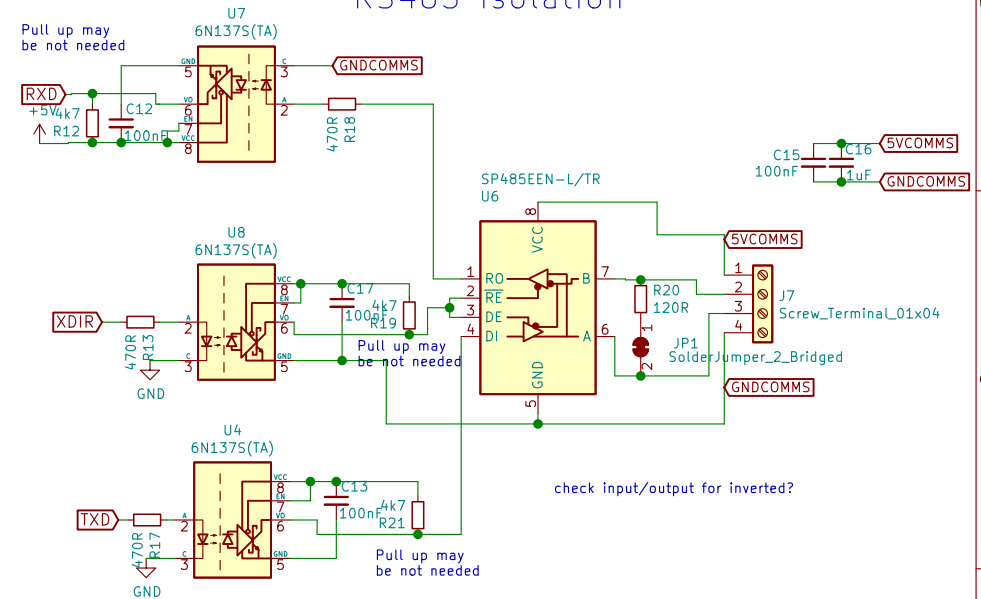 RS485 Isolation
U7
6N137S(TA)
Pull up may
be not needed
GND
5
C
3
GNDCOMMS
RXD
VO
6
EN
7
VCC
8
A
2
+5V
4k7
R12
C12
100nF
470R
R18
C15
100nF
C16
1uF
5VCOMMS
GNDCOMMS
SP485EEN-L/TR
U6
8
VCC
1
RO
2
RE
3
DE
4
DI
B
7
A
6
GND
5
U8
6N137S(TA)
VCC
8
EN
7
VO
6
GND
5
A
2
C
3
XDIR
470R
R13
GND
C17
100nF
4k7
R19
Pull up may
be not needed
R20
120R
1
JP1
SolderJumper_2_Bridged
2
5VCOMMS
1
2
3
4
J7
Screw_Terminal_01x04
GNDCOMMS
U4
6N137S(TA)
VCC
8
EN
7
VO
6
GND
5
A
2
C
3
TXD
470R
R17
GND
C13
100nF
4k7
R21
Pull up may
be not needed
check input/output for inverted?